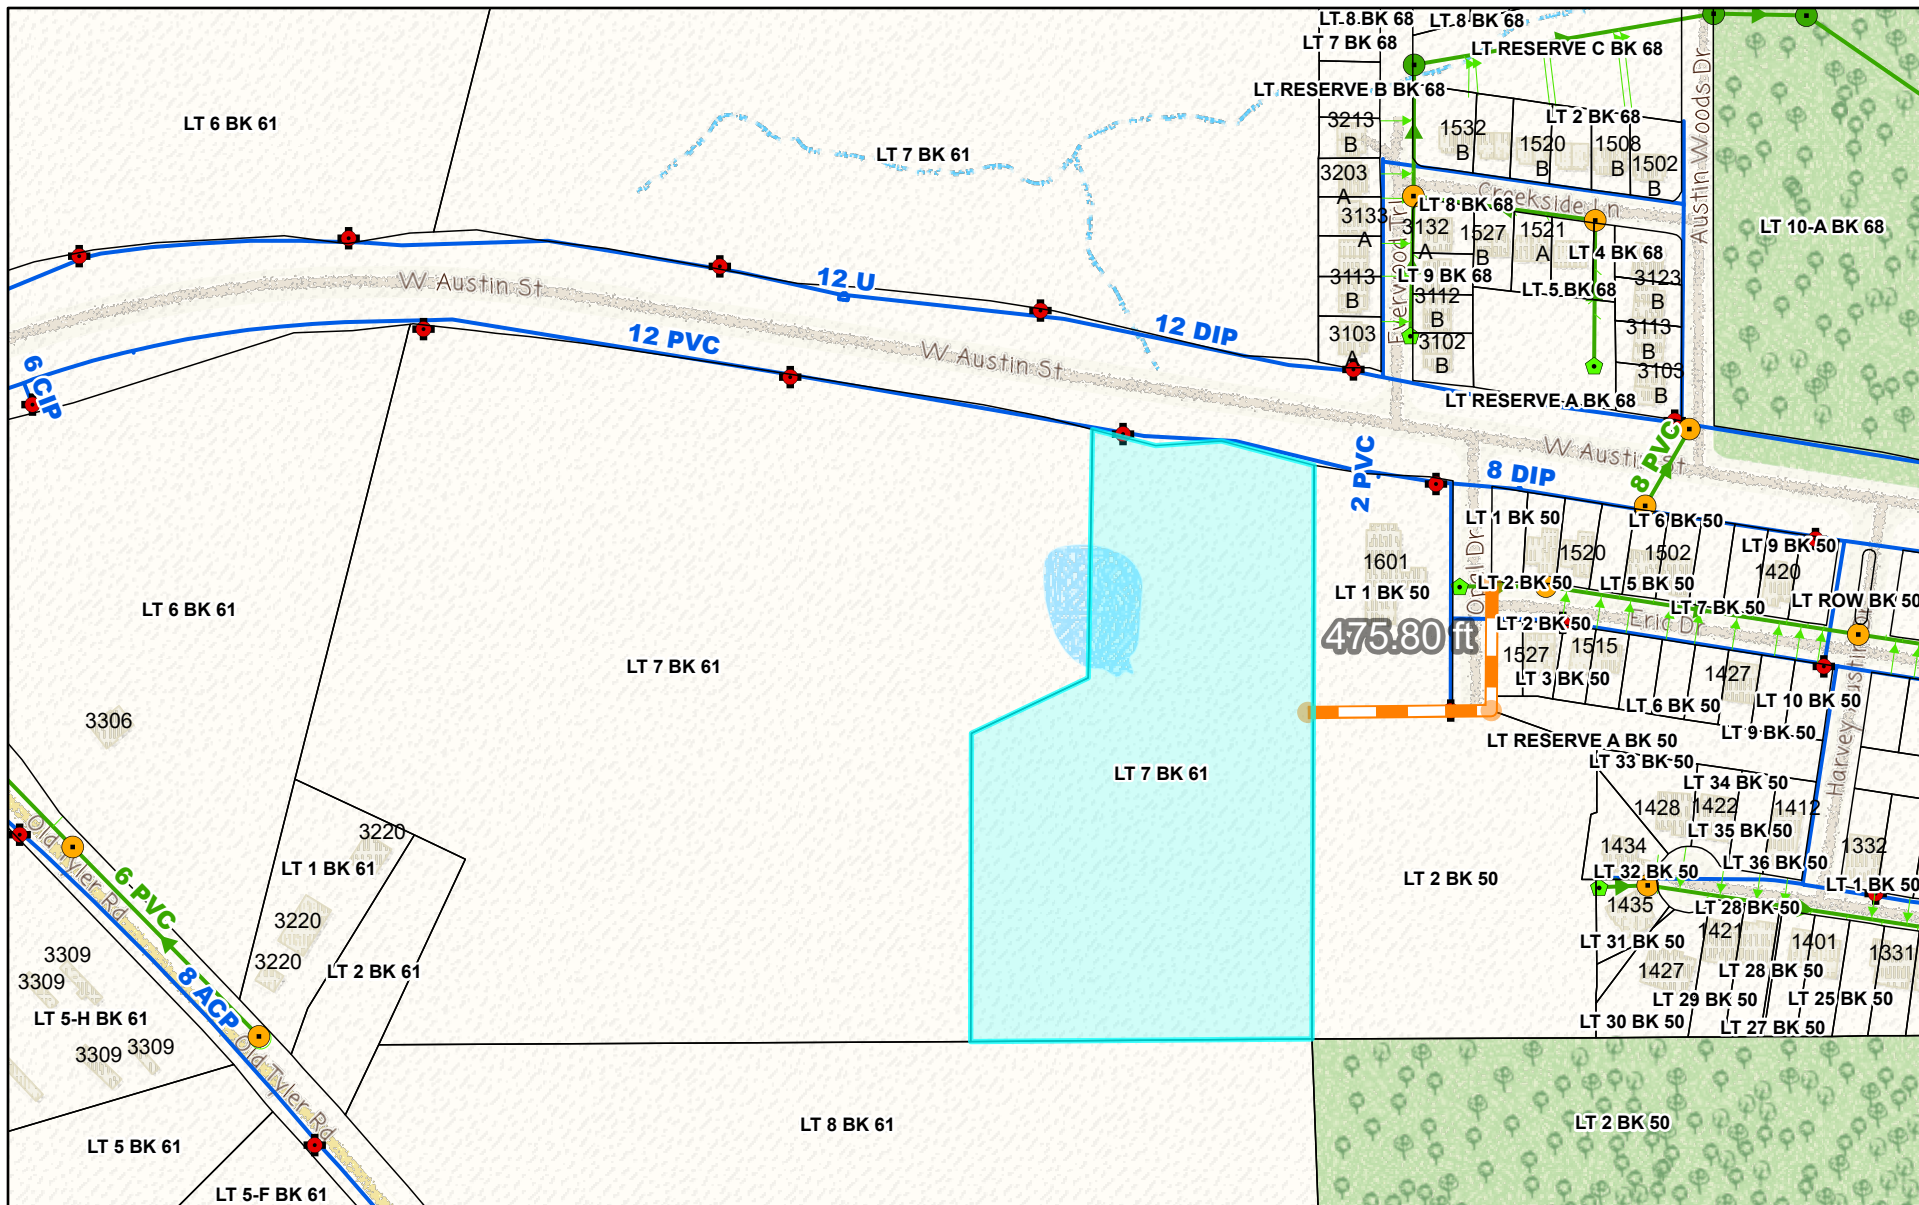 LT 8 BK 68
LT 8 BK 68
LT 7 BK 68
LT RESERVE C BK 68
LT RESERVE B BK 68
LT 6 BK 61
LT 7 BK 61
3213
B
1532
B
LT 2 BK 68
1520
B
1508
B
1502
B
Austin Woods Dr
3203
A
Creekside Ln
LT 8 BK 68
3133
A
3132
A
1527
B
1521
A
LT 10-A BK 68
LT 4 BK 68
Everwood Trl
LT 9 BK 68
3113
B
3112
B
LT 5 BK 68
3123
B
W Austin St
12 U
12 DIP
12 PVC
W Austin St
3103
A
3102
B
3113
B
3103
B
6 CIP
LT RESERVE A BK 68
W Austin St
8 PVC
2 PVC
8 DIP
LT 1 BK 50
LT 6 BK 50
Opal Dr
1601
1520
1502
LT 9 BK 50
1420
LT 1 BK 50
LT 2 BK 50
LT 5 BK 50
LT 7 BK 50
LT ROW BK 50
LT 6 BK 61
475.80 ft
LT 2 BK 50
Eric Dr
LT 7 BK 61
1527
1515
LT 3 BK 50
1427
LT 6 BK 50
LT 10 BK 50
LT 9 BK 50
3306
LT RESERVE A BK 50
LT 33 BK 50
LT 7 BK 61
LT 34 BK 50
Harvey Austin
1428
1422
1412
3220
LT 35 BK 50
1434
1332
Old Tyler Rd
LT 1 BK 61
LT 32 BK 50
LT 36 BK 50
LT 2 BK 50
LT 1 BK 50
6 PVC
1435
LT 28 BK 50
3220
1421
1401
LT 31 BK 50
1331
3309
3220
LT 2 BK 61
1427
LT 28 BK 50
3309
8 ACP
LT 29 BK 50
LT 25 BK 50
LT 5-H BK 61
LT 30 BK 50
LT 27 BK 50
3309
3309
Old Tyler Rd
LT 8 BK 61
LT 2 BK 50
LT 5 BK 61
LT 5-F BK 61